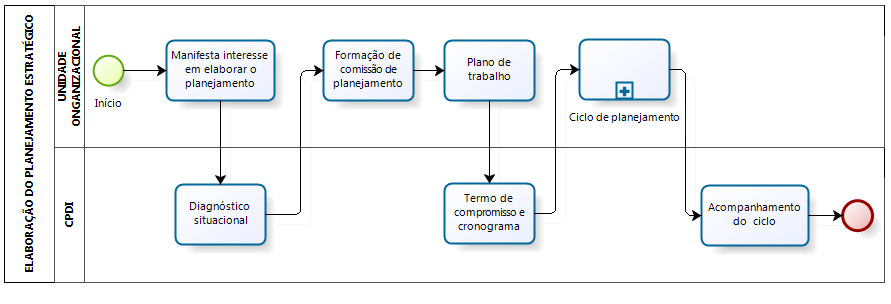 ELABORAÇÃO DO PLANEJAMENTO ESTRATÉGICO
UNIDADE
ORGANIZACIONAL
Início
Manifesta interesse
em elaborar o
planejamento
Formação de
comissão de
planejamento
Plano de
trabalho
Ciclo de planejamento
CPDI
Diagnóstico
situacional
Termo de
compromisso e
cronograma
Acompanhamento
do ciclo